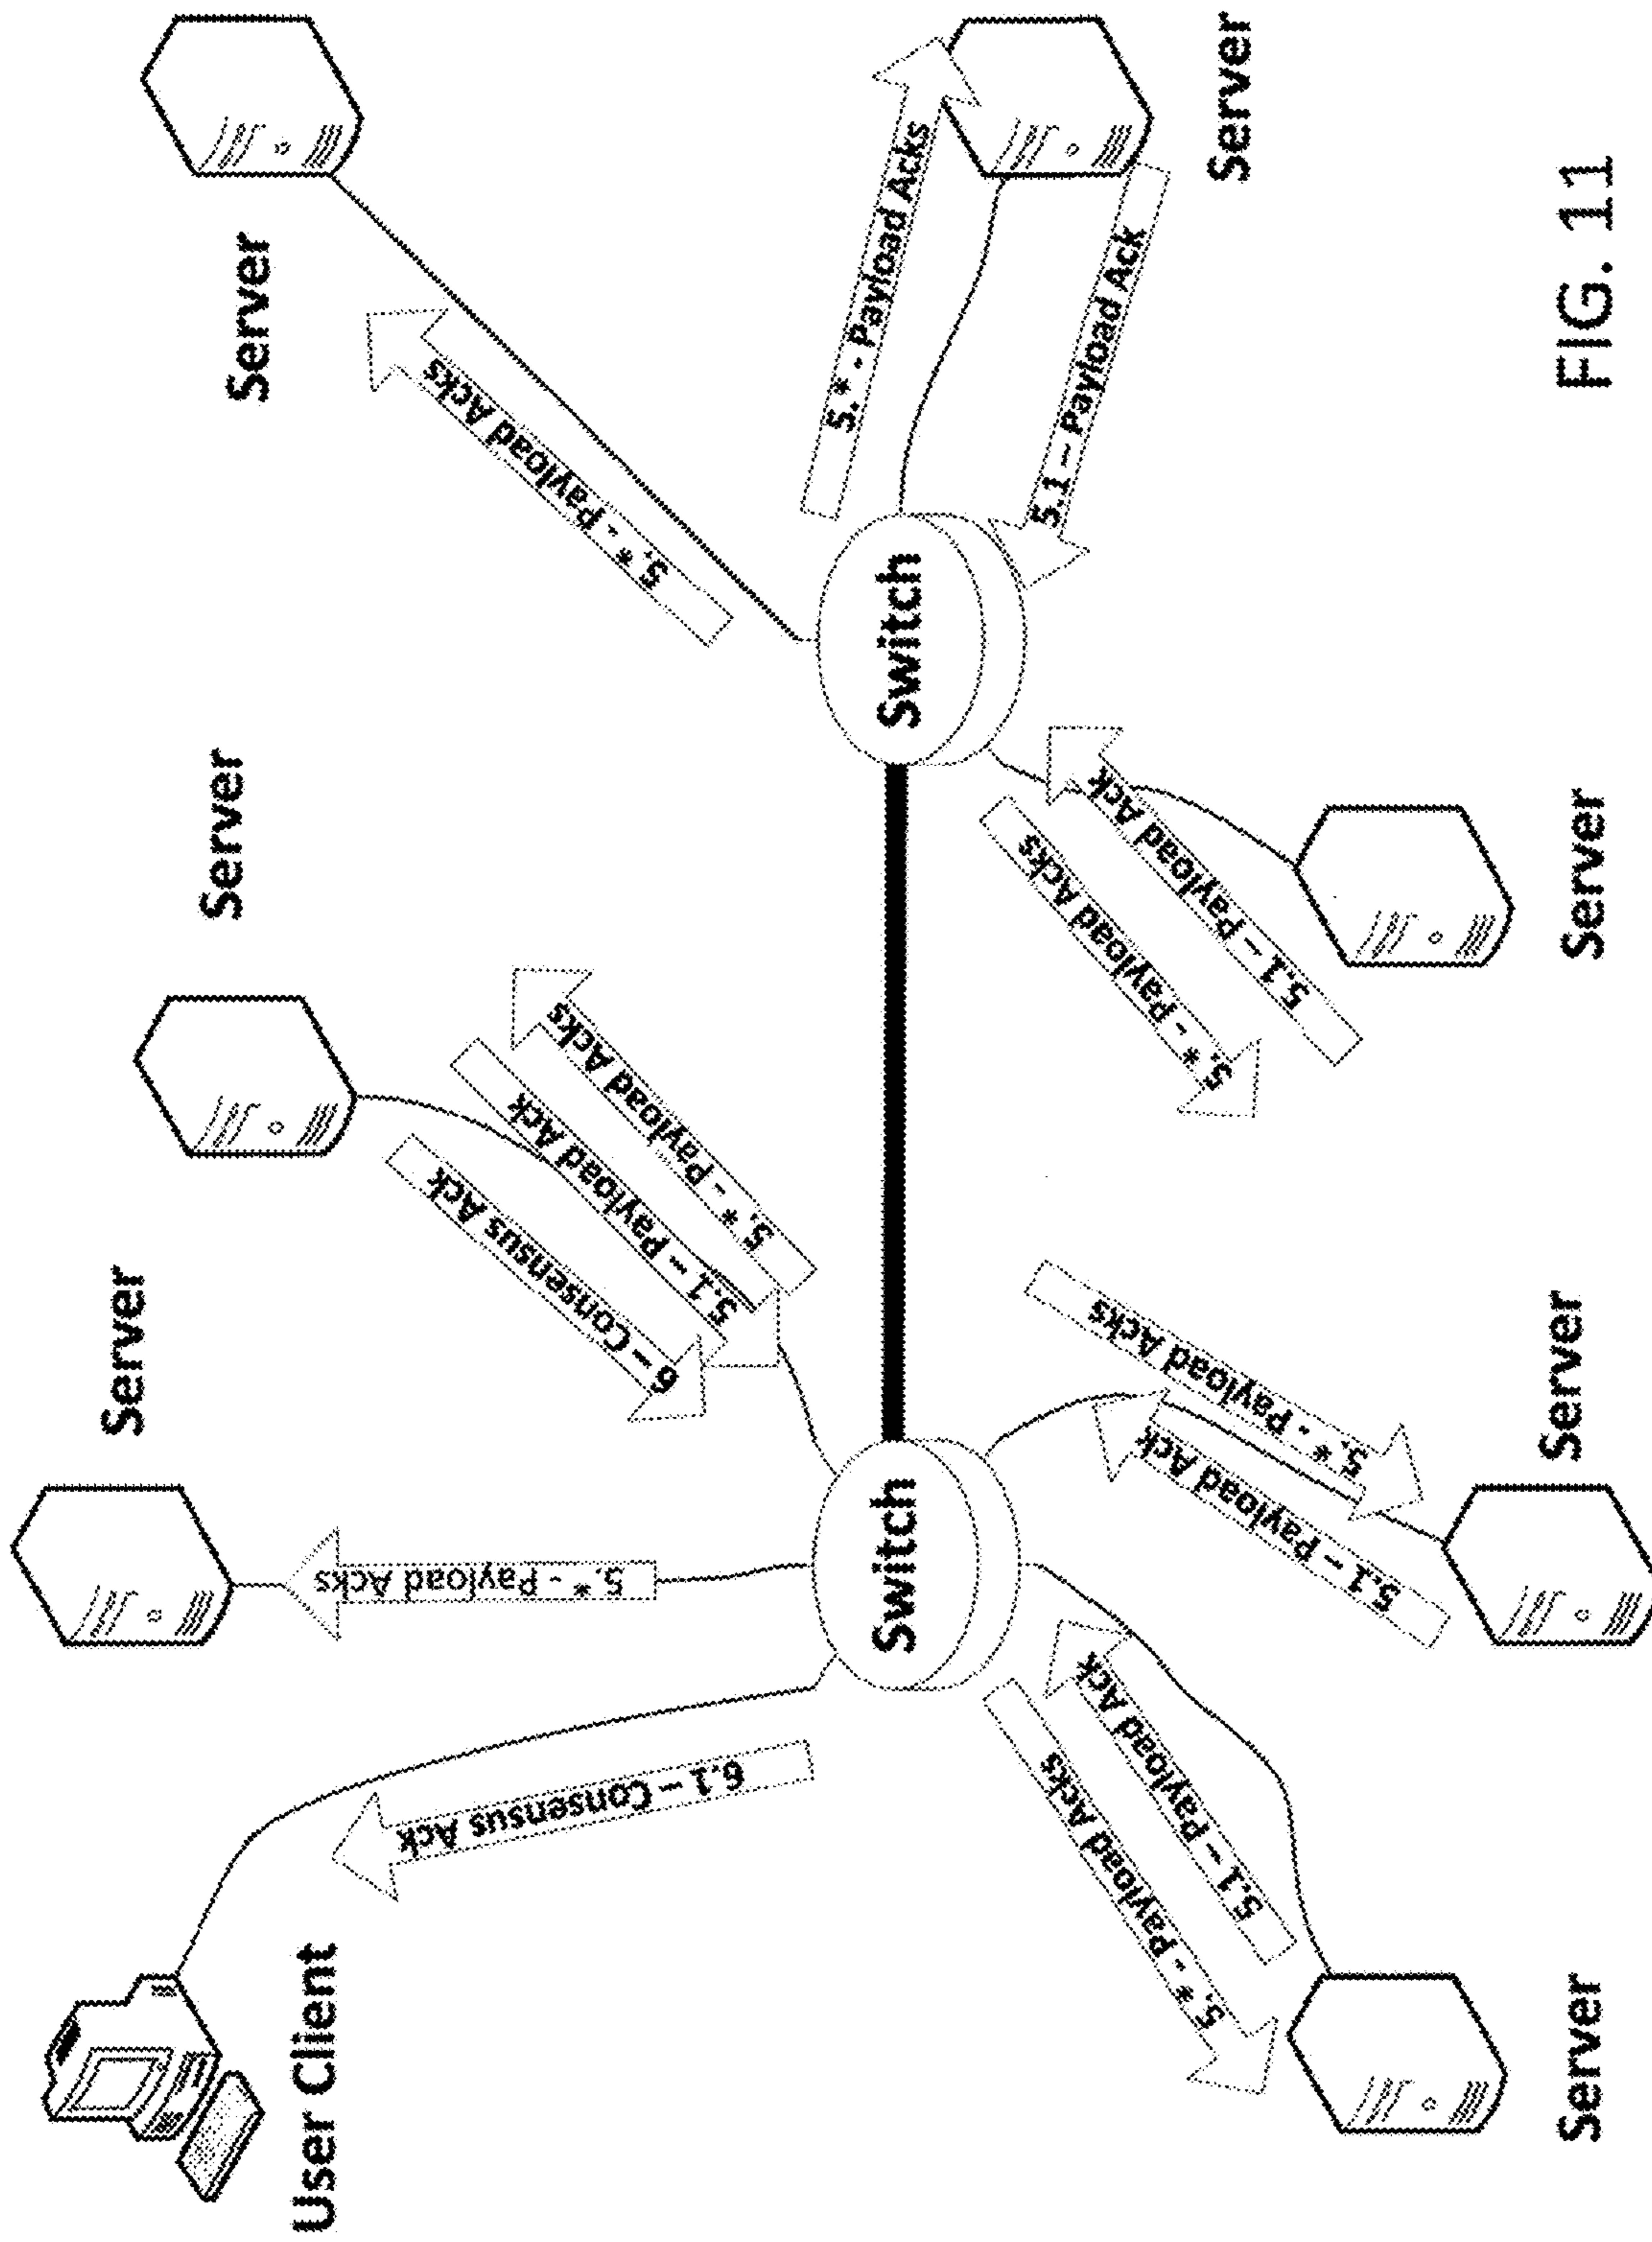 User Client
6.1 – Consensus Ack
Server
5.* - Payload Acks
Server
6 – Consensus Ack
5.1 – Payload Ack
5.* - Payload Acks
Server
5.* - Payload Acks
Switch
Switch
5.* - Payload Acks
5.1 – Payload Ack
Server
5.* - Payload Acks
5.1 – Payload Ack
Server
5.1 – Payload Ack
5.* - Payload Acks
Server
5.* - Payload Acks
5.1 – Payload Ack
Server
FIG. 11